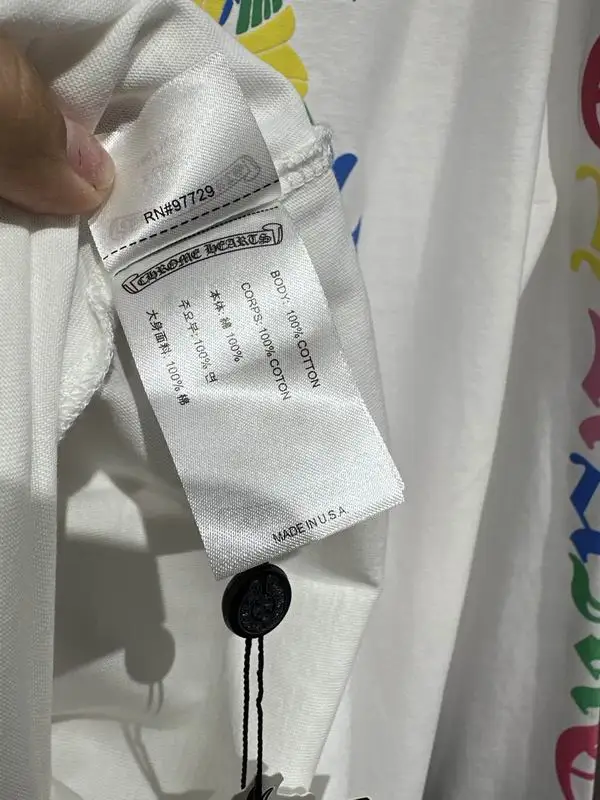 RN#97729
CHROME HEARTS
BODY: 100% COTTON
CORPS: 100% COTON
本体: 綿 100%
주요부: 100% 면
大身面料: 100% 棉
MADE IN U.S.A